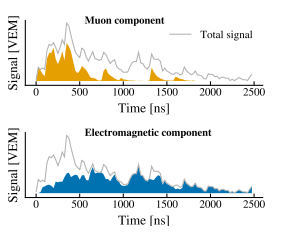 Muon component
Total signal
Signal [VEM]
0 500 1000 1500 2000 2500
Time [ns]
Electromagnetic component
Signal [VEM]
0 500 1000 1500 2000 2500
Time [ns]